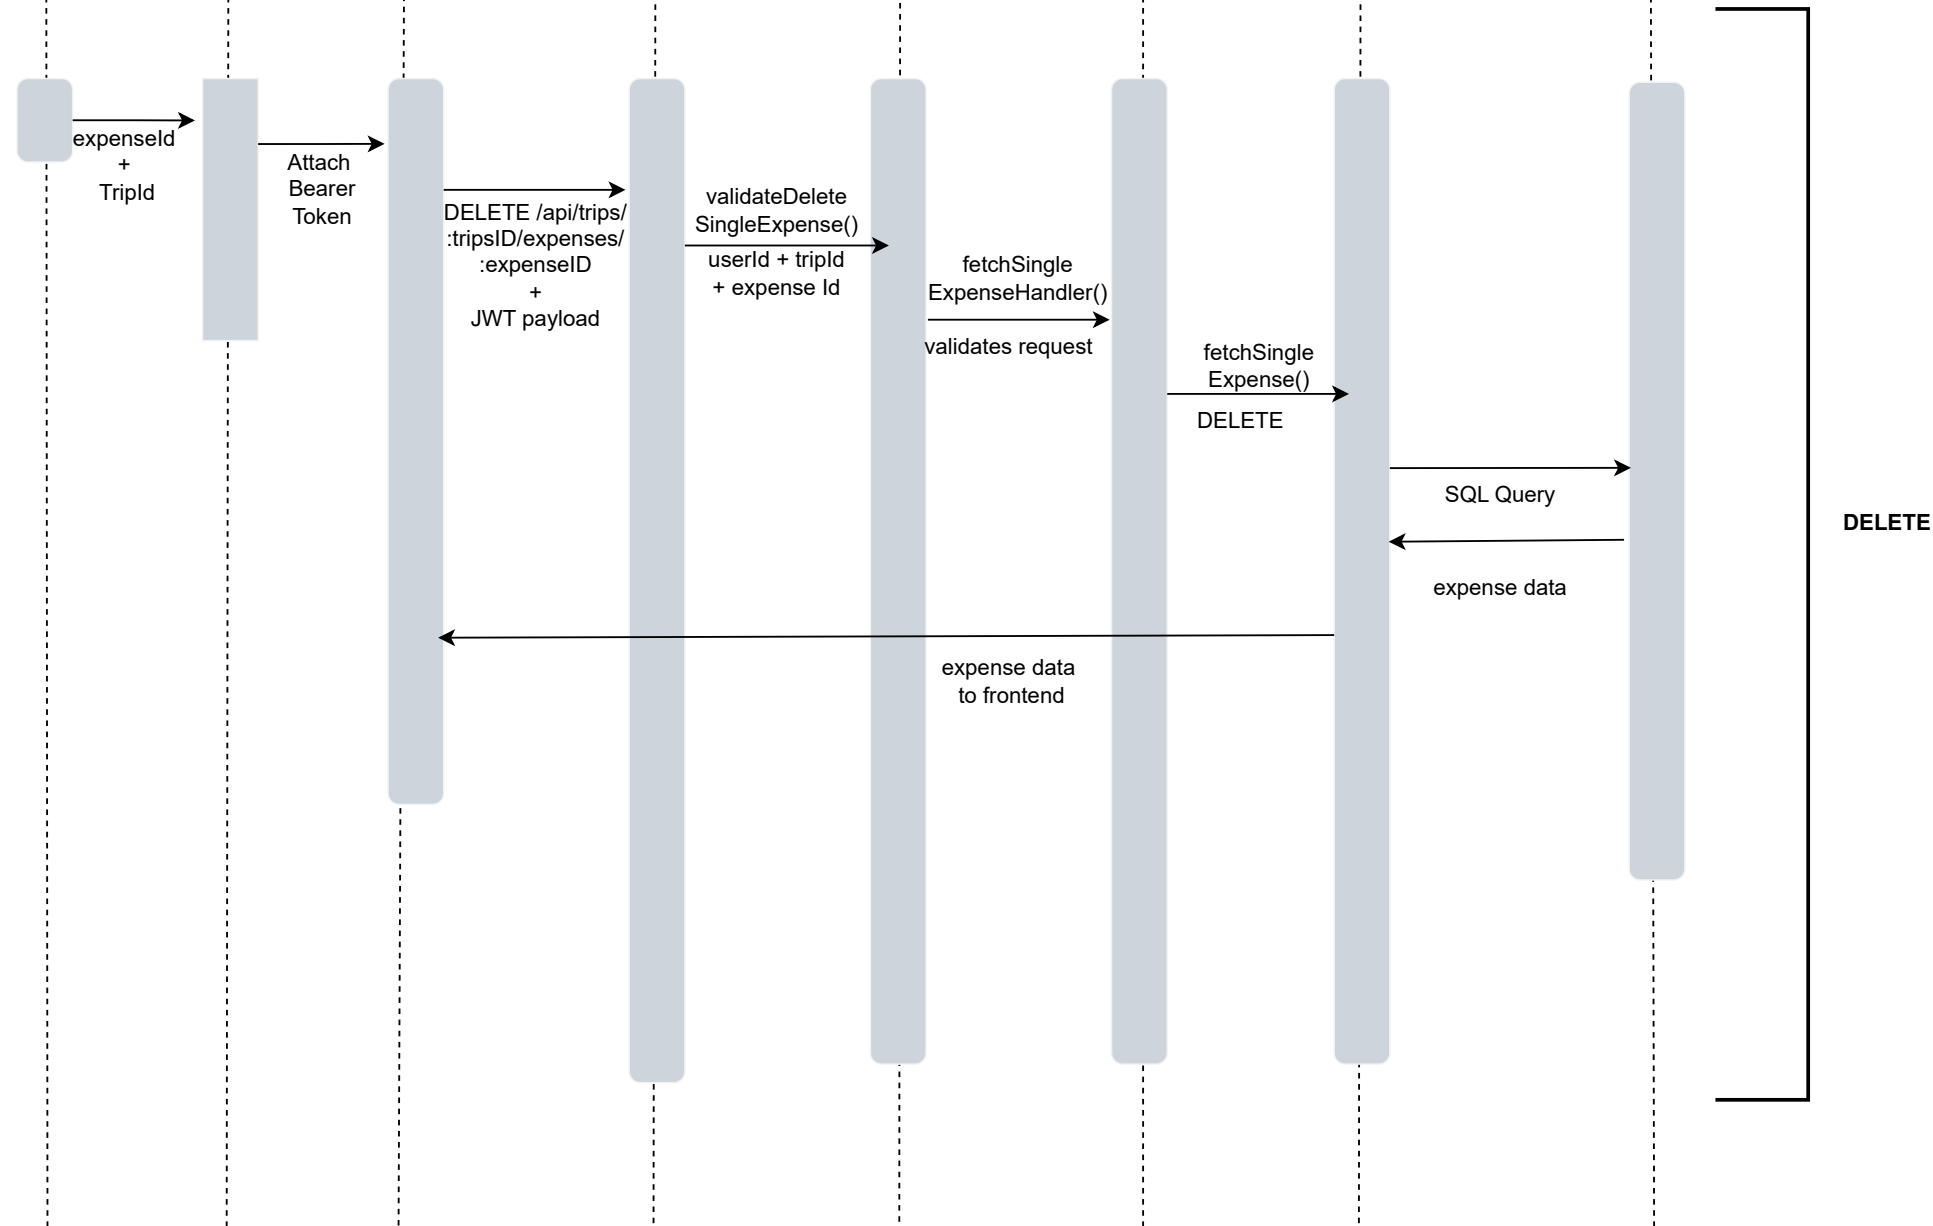 expenseId
+
TripId
Attach
Bearer
Token
DELETE /api/trips/
:tripsID/expenses/
:expenseID
+
JWT payload
validateDelete
SingleExpense()
userId + tripId
+ expense Id
fetchSingle
ExpenseHandler()
validates request
fetchSingle
Expense()
DELETE
SQL Query
expense data
expense data
to frontend
DELETE